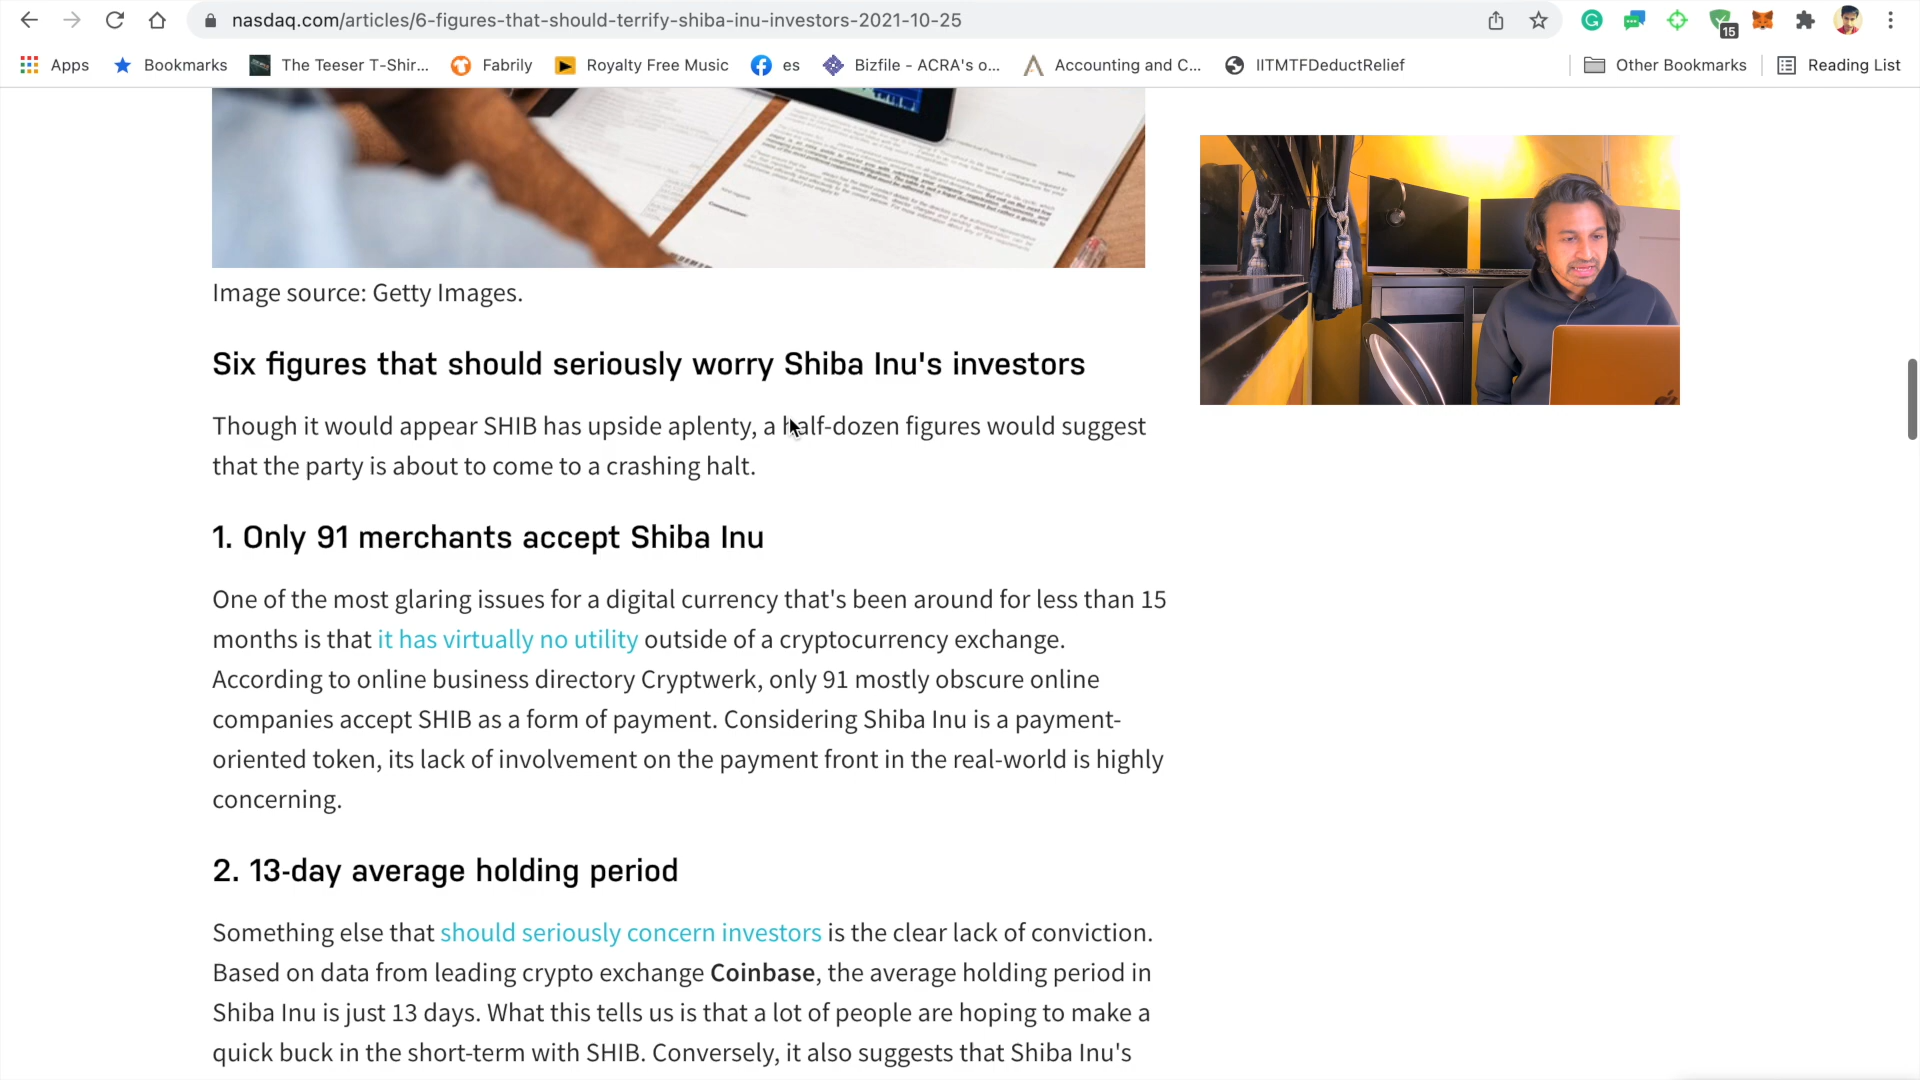 nasdaq.com/articles/6-figures-that-should-terrify-shiba-inu-investors-2021-10-25
15
Apps
Bookmarks
The Teeser T-Shir...
Fabrily
Royalty Free Music
es
Bizfile - ACRA's o...
Accounting and C...
IITMTFDeductRelief
Other Bookmarks
Reading List
Image source: Getty Images.
Six figures that should seriously worry Shiba Inu's investors
Though it would appear SHIB has upside aplenty, a half-dozen figures would suggest
that the party is about to come to a crashing halt.
1. Only 91 merchants accept Shiba Inu
One of the most glaring issues for a digital currency that's been around for less than 15
months is that it has virtually no utility outside of a cryptocurrency exchange.
According to online business directory Cryptwerk, only 91 mostly obscure online
companies accept SHIB as a form of payment. Considering Shiba Inu is a payment-
oriented token, its lack of involvement on the payment front in the real-world is highly
concerning.
2. 13-day average holding period
Something else that should seriously concern investors is the clear lack of conviction.
Based on data from leading crypto exchange Coinbase, the average holding period in
Shiba Inu is just 13 days. What this tells us is that a lot of people are hoping to make a
quick buck in the short-term with SHIB. Conversely, it also suggests that Shiba Inu's